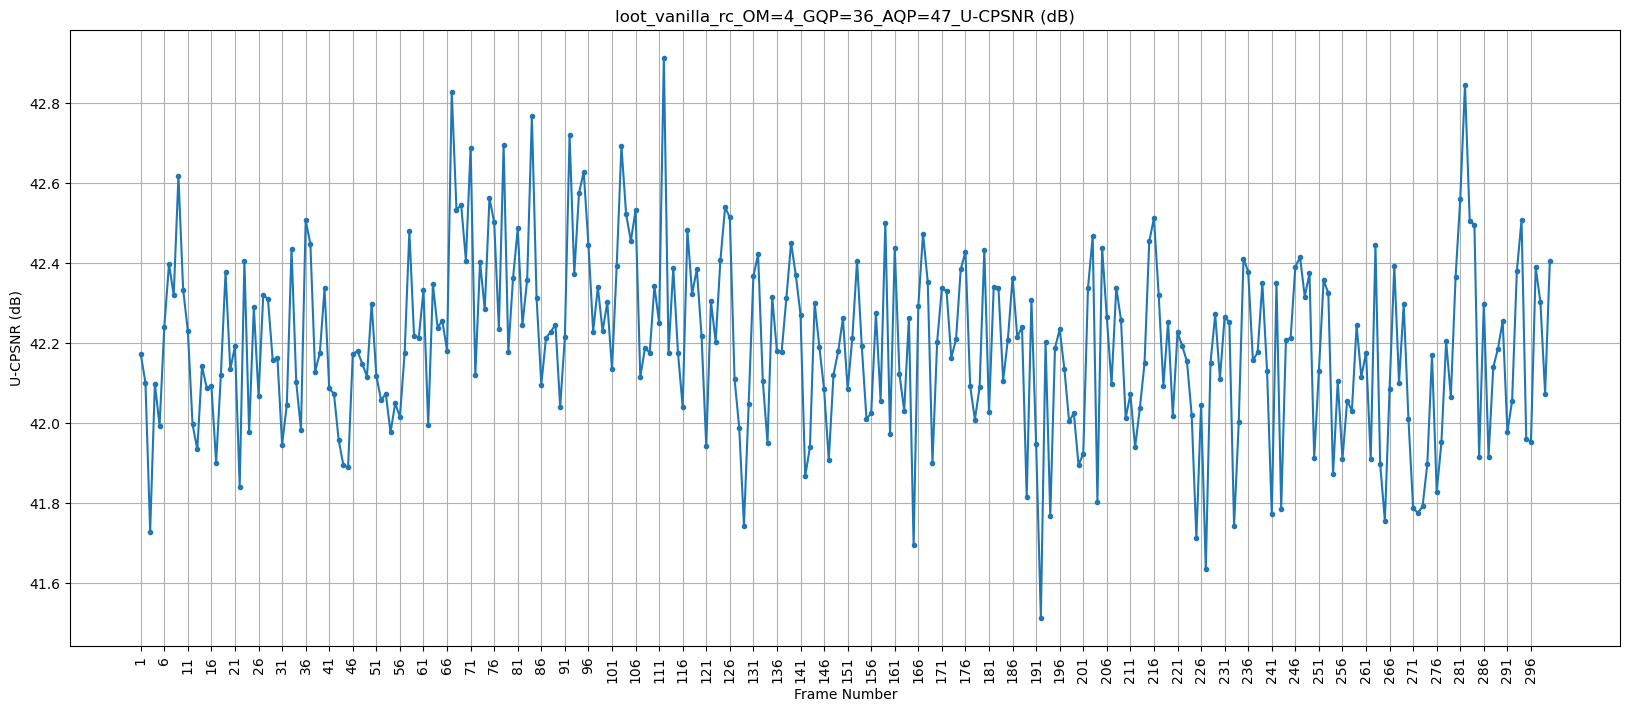 loot_vanilla_rc_OM=4_GQP=36_AQP=47_U-CPSNR (dB)
U-CPSNR (dB)
42.8
42.6
42.4
42.2
42.0
41.8
41.6
1 6 11 16 21 26 31 36 41 46 51 56 61 66 71 76 81 86 91 96 101 106 111 116 121 126 131 136 141 146 151 156 161 166 171 176 181 186 191 196 201 206 211 216 221 226 231 236 241 246 251 256 261 266 271 276 281 286 291 296
Frame Number